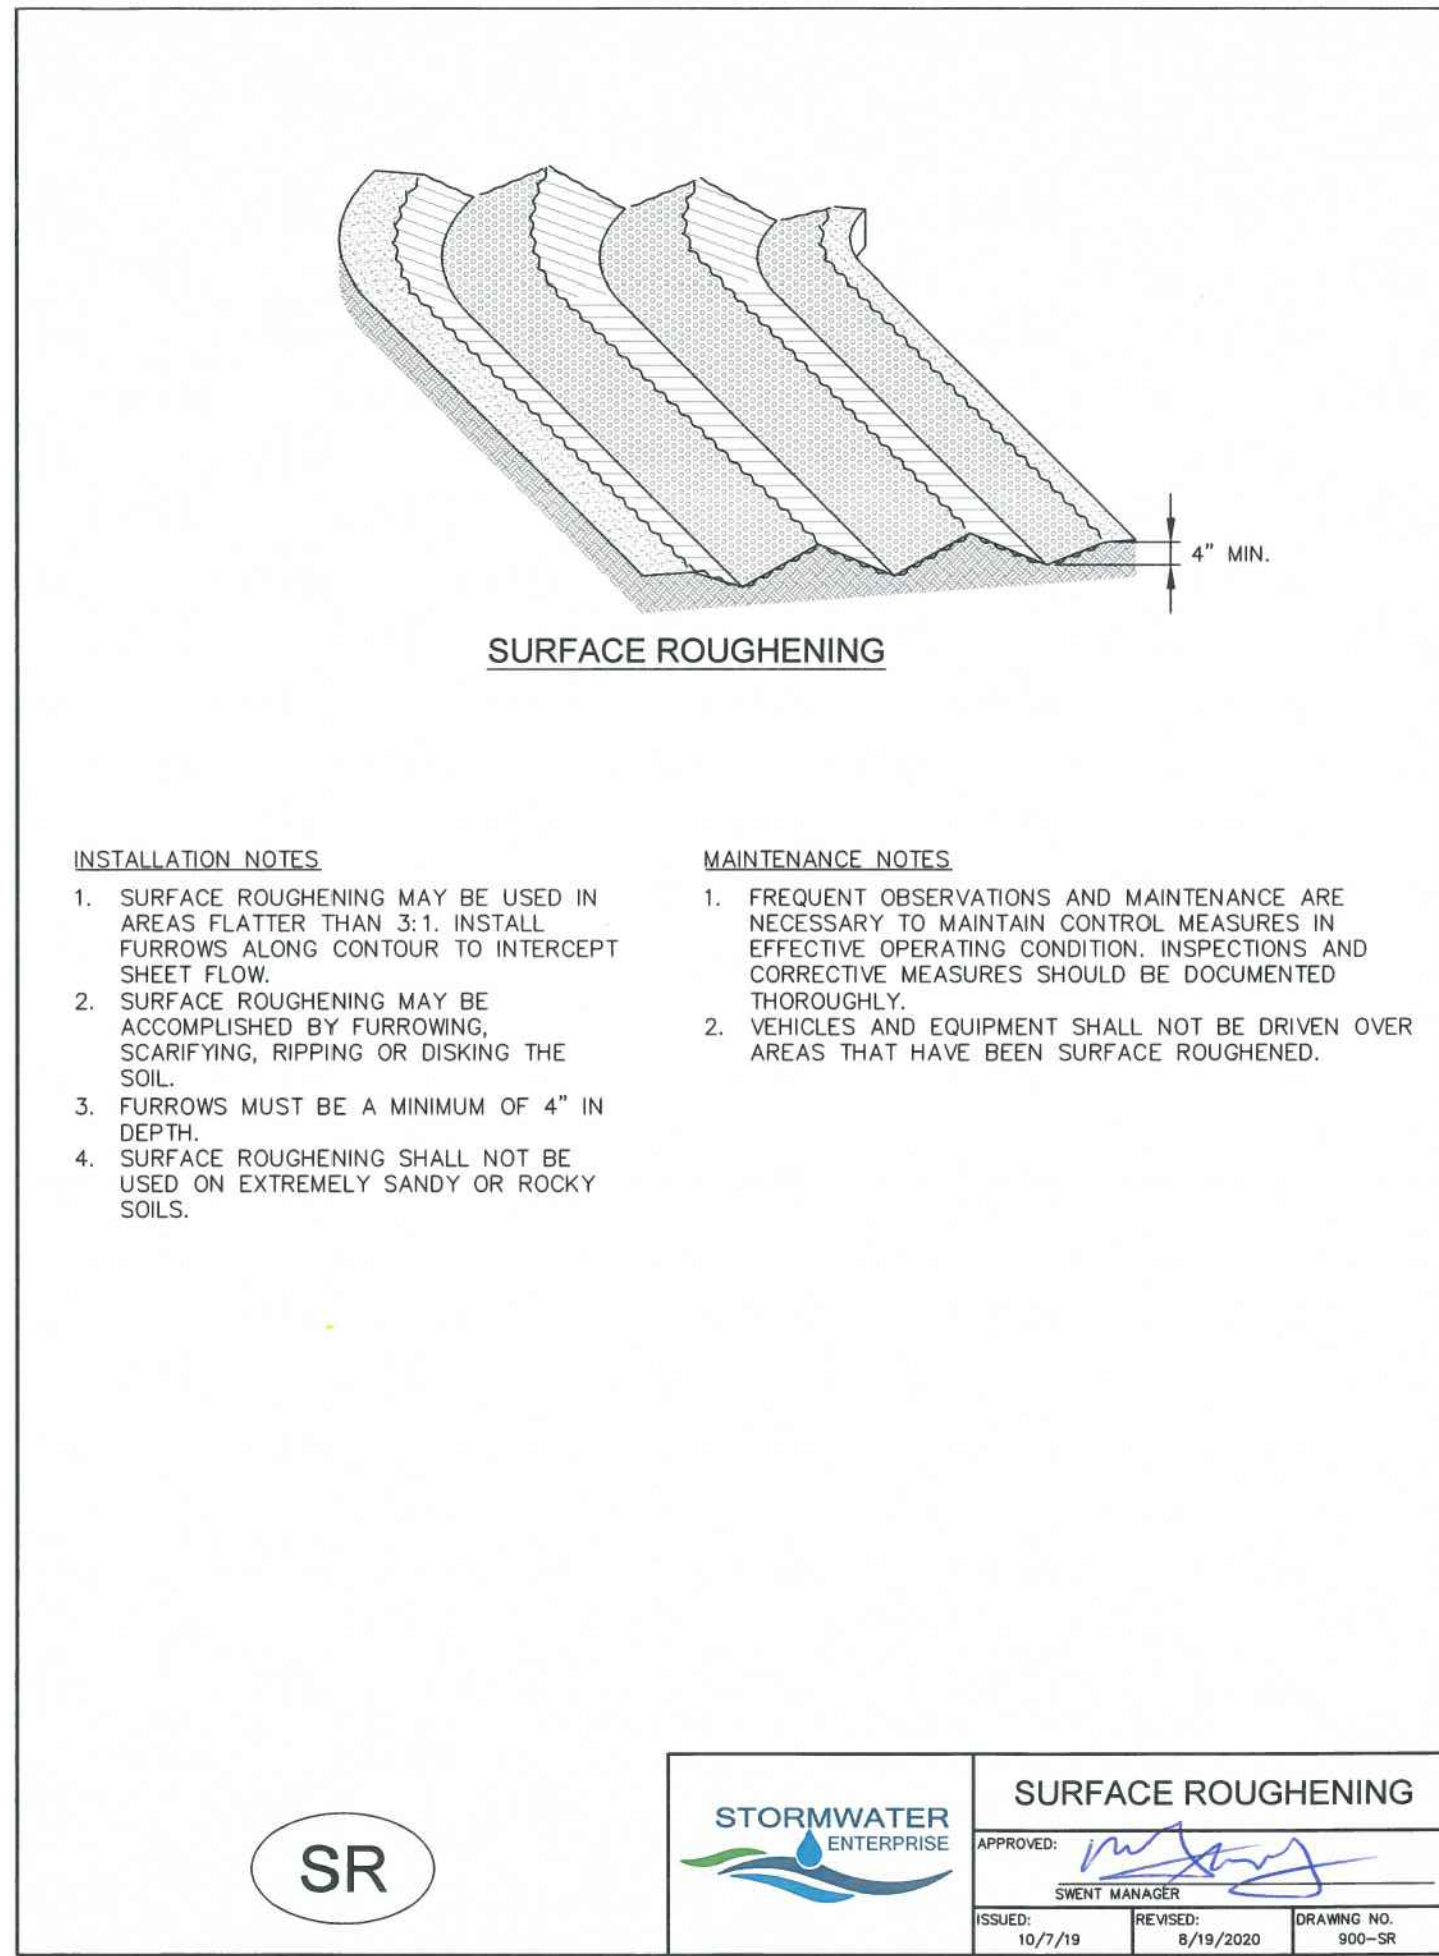 4" MIN.
SURFACE ROUGHENING
INSTALLATION NOTES
1. SURFACE ROUGHENING MAY BE USED IN
AREAS FLATTER THAN 3:1. INSTALL
FURROWS ALONG CONTOUR TO INTERCEPT
SHEET FLOW.
2. SURFACE ROUGHENING MAY BE
ACCOMPLISHED BY FURROWING,
SCARIFYING, RIPPING OR DISKING THE
SOIL.
3. FURROWS MUST BE A MINIMUM OF 4" IN
DEPTH.
4. SURFACE ROUGHENING SHALL NOT BE
USED ON EXTREMELY SANDY OR ROCKY
SOILS.
MAINTENANCE NOTES
1. FREQUENT OBSERVATIONS AND MAINTENANCE ARE
NECESSARY TO MAINTAIN CONTROL MEASURES IN
EFFECTIVE OPERATING CONDITION. INSPECTIONS AND
CORRECTIVE MEASURES SHOULD BE DOCUMENTED
THOROUGHLY.
2. VEHICLES AND EQUIPMENT SHALL NOT BE DRIVEN OVER
AREAS THAT HAVE BEEN SURFACE ROUGHENED.
SR
STORMWATER
ENTERPRISE
SURFACE ROUGHENING
APPROVED:
SWENT MANAGER
ISSUED:
10/7/19
REVISED:
8/19/2020
DRAWING NO.
900-SR